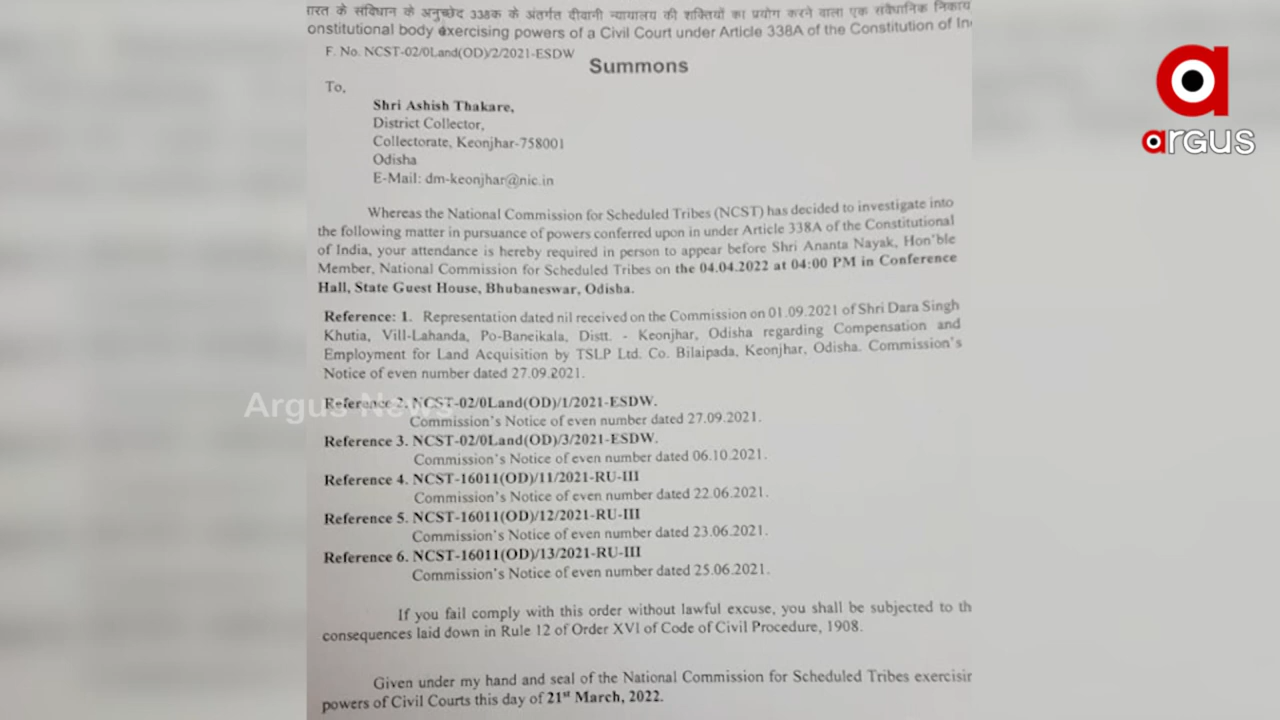 भारत के संविधान के अनुच्छेद 338क के अंतर्गत दीवानी न्यायालय की शक्तियों का प्रयोग करने वाला एक संवैधानिक निकाय
onstitutional body exercising powers of a Civil Court under Article 338A of the Constitution of In
F. No. NCST-02/0Land(OD)/2/2021-ESDW
Summons
To,
Shri Ashish Thakare,
District Collector,
Collectorate, Keonjhar-758001
Odisha
E-Mail: dm-keonjhar@nic.in
Whereas the National Commission for Scheduled Tribes (NCST) has decided to investigate into
the following matter in pursuance of powers conferred upon in under Article 338A of the Constitutional
of India, your attendance is hereby required in person to appear before Shri Ananta Nayak, Hon'ble
Member, National Commission for Scheduled Tribes on the 04.04.2022 at 04:00 PM in Conference
Hall, State Guest House, Bhubaneswar, Odisha.
Reference: 1. Representation dated nil received on the Commission on 01.09.2021 of Shri Dara Singh
Khutia, Vill-Lahanda, Po-Baneikala, Distt. - Keonjhar, Odisha regarding Compensation and
Employment for Land Acquisition by TSLP Ltd. Co. Bilaipada, Keonjhar, Odisha. Commission's
Notice of even number dated 27.09.2021.
Reference 2. NCST-02/0Land(OD)/1/2021-ESDW.
Commission's Notice of even number dated 27.09.2021.
Reference 3. NCST-02/0Land(OD)/3/2021-ESDW.
Commission's Notice of even number dated 06.10.2021.
Reference 4. NCST-16011(OD)/11/2021-RU-III
Commission's Notice of even number dated 22.06.2021.
Reference 5. NCST-16011(OD)/12/2021-RU-III
Commission's Notice of even number dated 23.06.2021.
Reference 6. NCST-16011(OD)/13/2021-RU-III
Commission's Notice of even number dated 25.06.2021.
If you fail comply with this order without lawful excuse, you shall be subjected to th
consequences laid down in Rule 12 of Order XVI of Code of Civil Procedure, 1908.
Given under my hand and seal of the National Commission for Scheduled Tribes exercisin
powers of Civil Courts this day of 21st March, 2022.
Argus News
argus